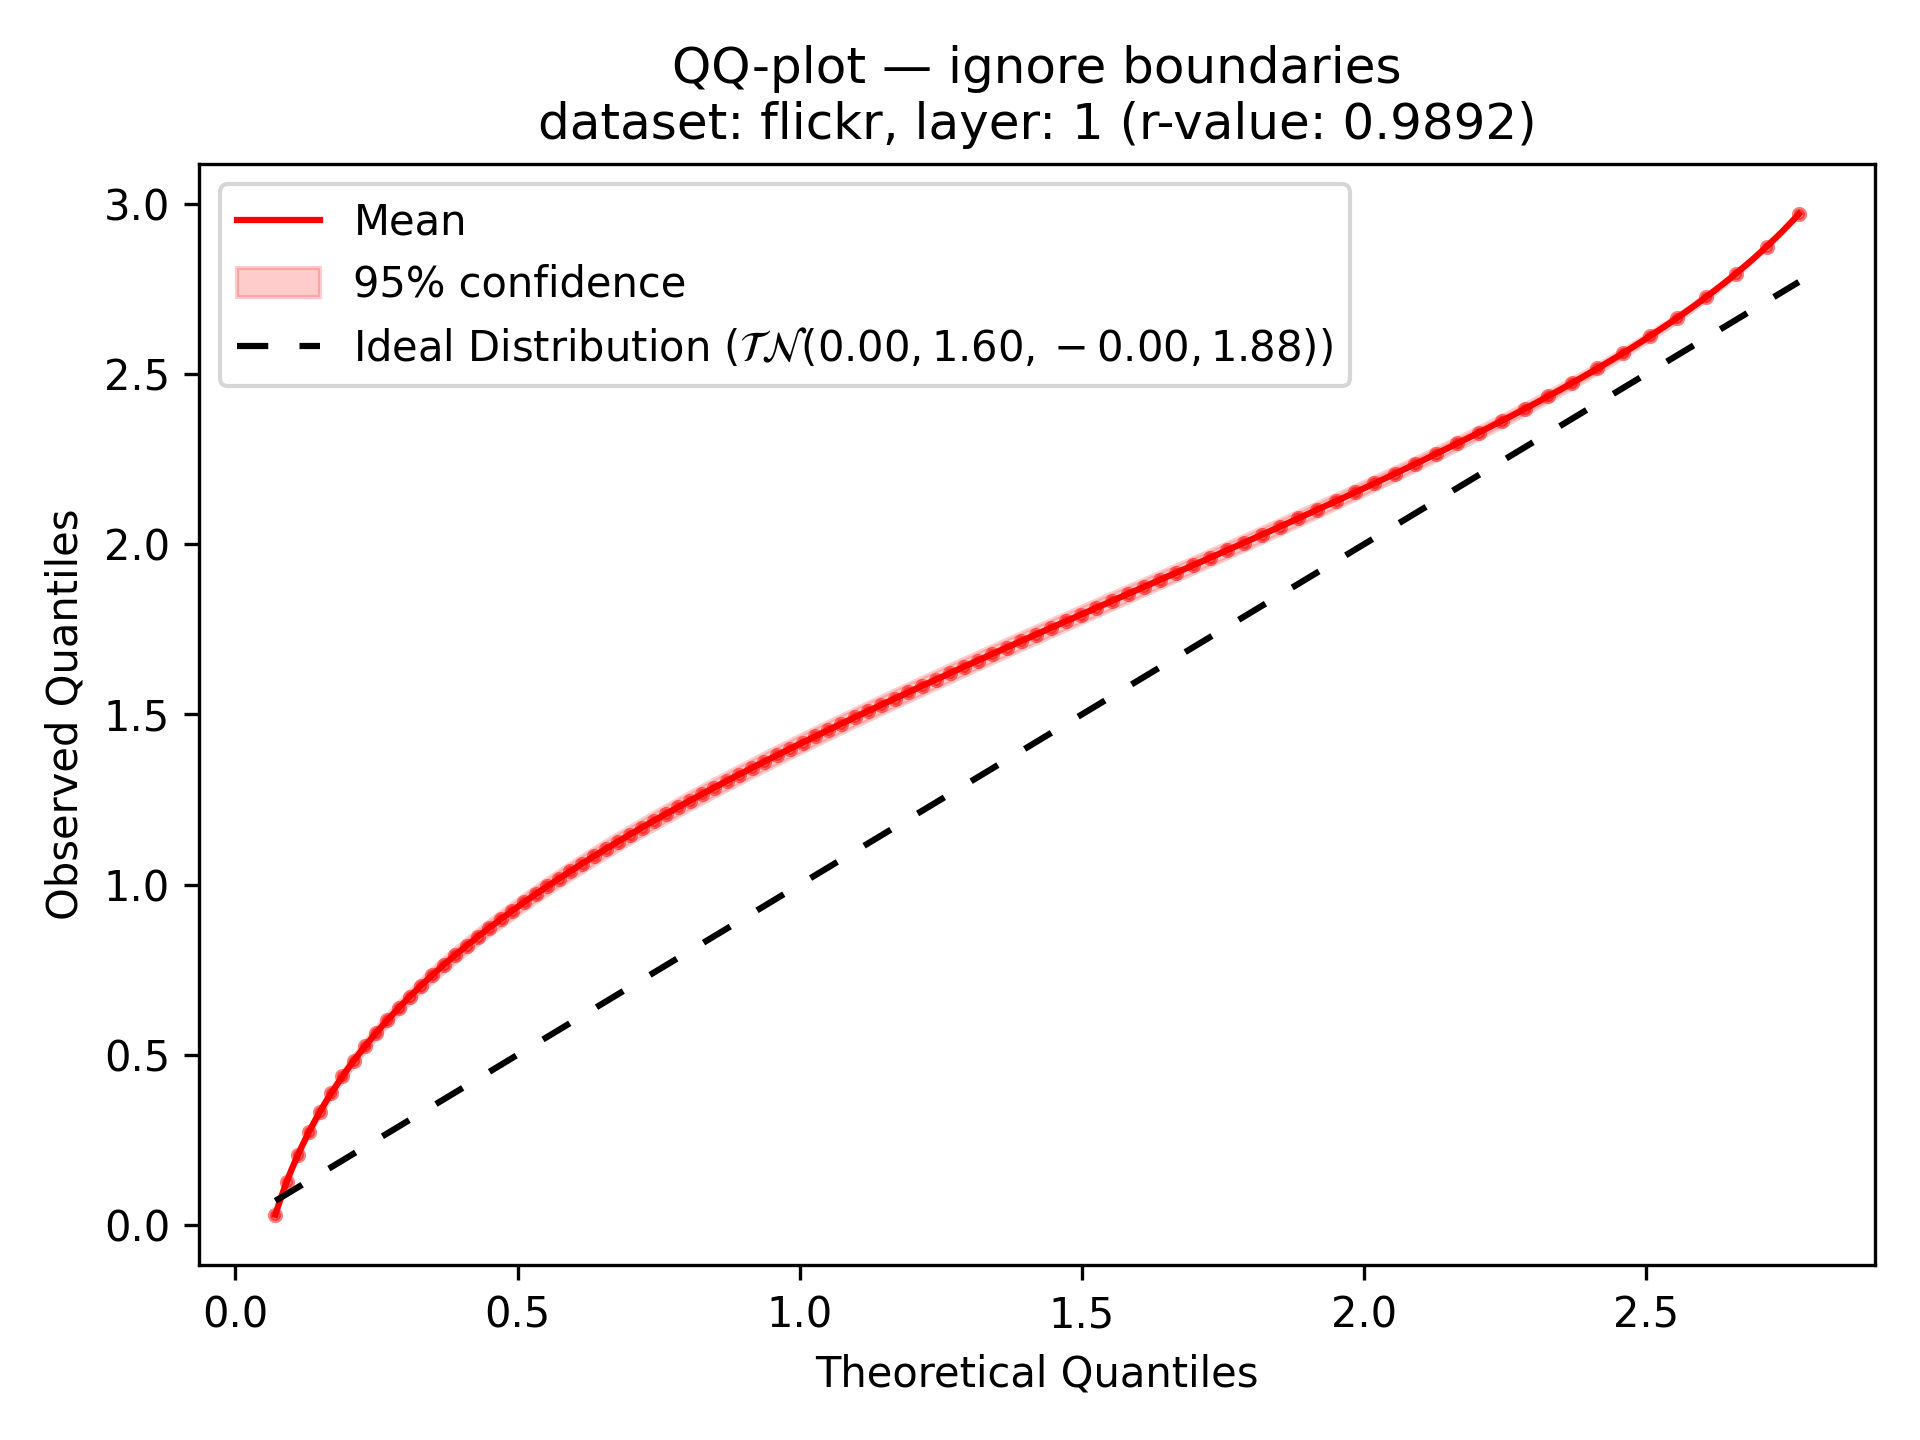 QQ-plot — ignore boundaries
dataset: flickr, layer: 1 (r-value: 0.9892)
Mean
95% confidence
Ideal Distribution (𝒯𝒩(0.00, 1.60, −0.00, 1.88))
3.0
2.5
2.0
1.5
1.0
0.5
0.0
Observed Quantiles
0.0 0.5 1.0 1.5 2.0 2.5
Theoretical Quantiles